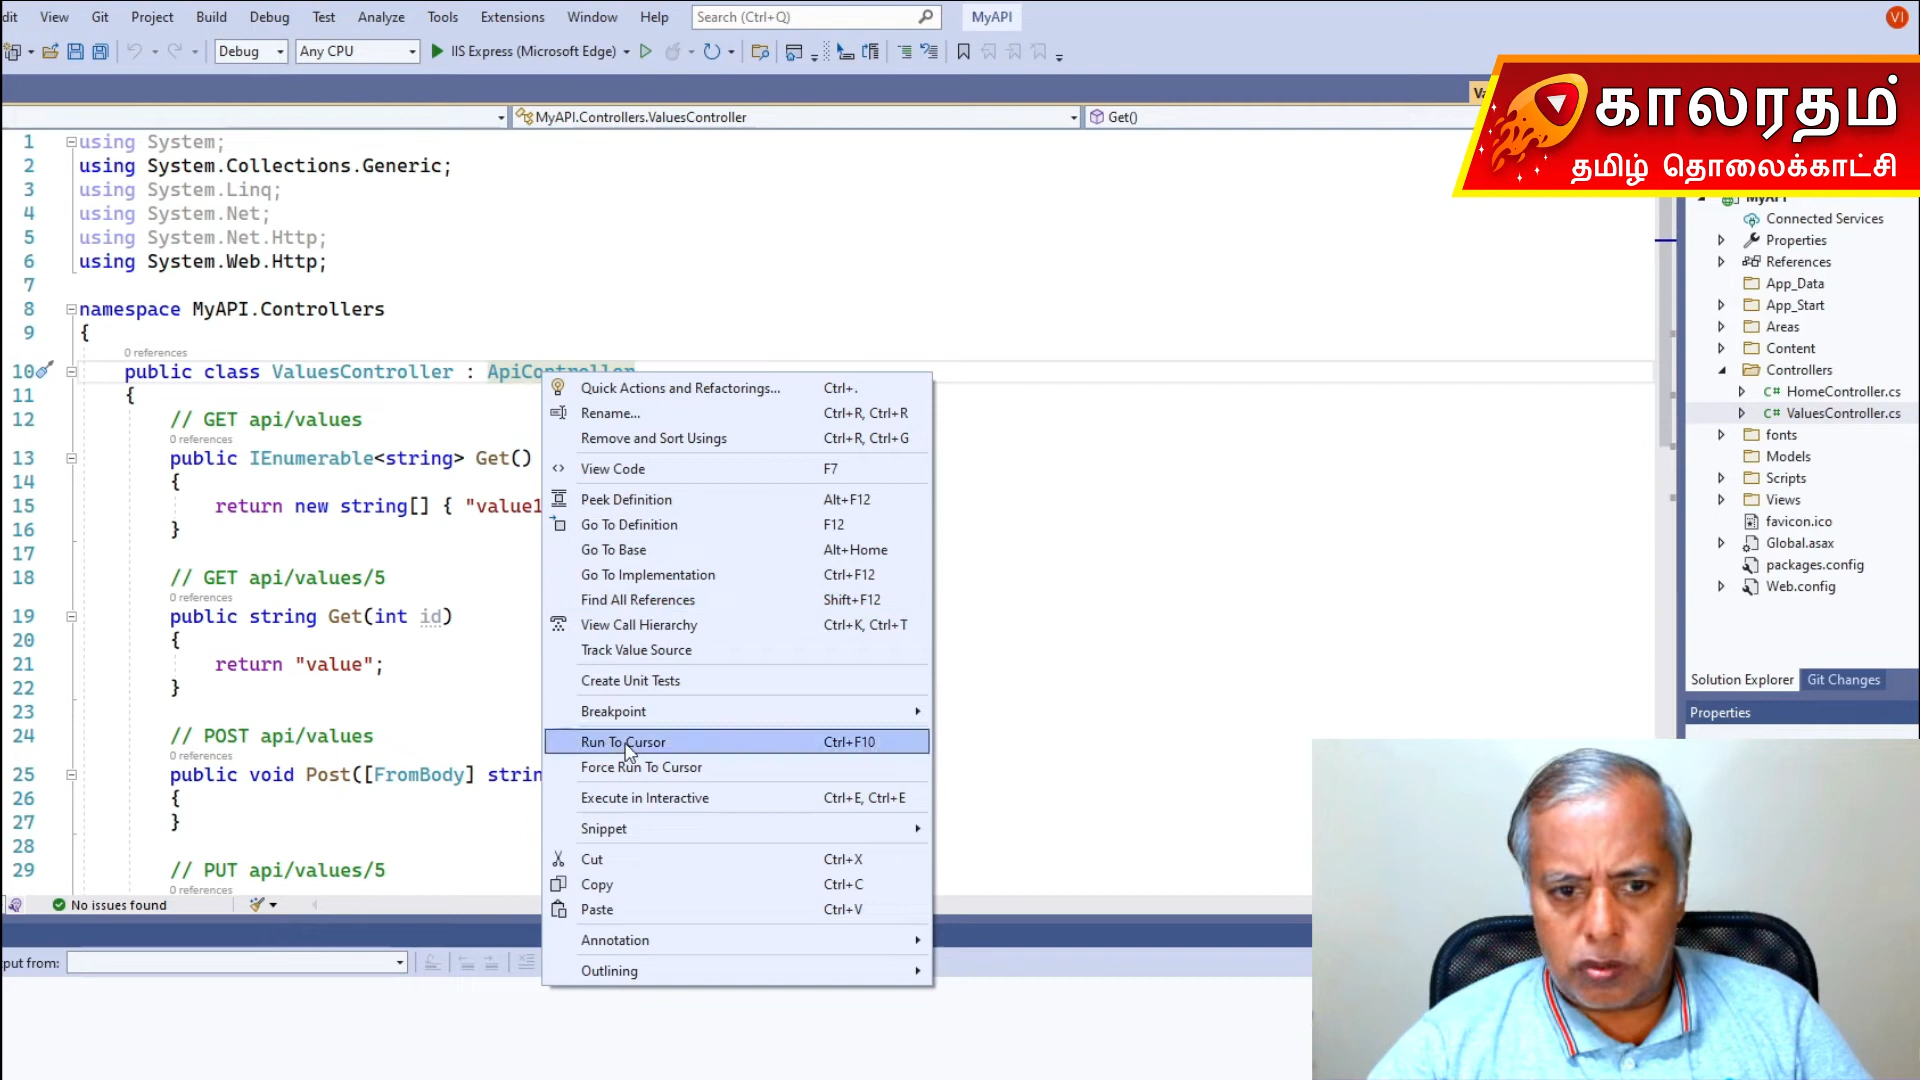 dit View Git Project Build Debug Test Analyze Tools Extensions Window Help Search (Ctrl+Q) MyAPI VI
Debug Any CPU IIS Express (Microsoft Edge)
காலரதம்
தமிழ் தொலைக்காட்சி
MyAPI.Controllers.ValuesController Get()
1 using System;
2 using System.Collections.Generic;
3 using System.Linq;
4 using System.Net;
5 using System.Net.Http;
6 using System.Web.Http;
7
8 namespace MyAPI.Controllers
9 {
0 references
10 public class ValuesController : ApiController
11 {
12 // GET api/values
0 references
13 public IEnumerable<string> Get()
14 {
15 return new string[] { "value1
16 }
17
18 // GET api/values/5
0 references
19 public string Get(int id)
20 {
21 return "value";
22 }
23
24 // POST api/values
0 references
25 public void Post([FromBody] strin
26 {
27 }
28
29 // PUT api/values/5
0 references
No issues found
put from:
Quick Actions and Refactorings... Ctrl+.
Rename... Ctrl+R, Ctrl+R
Remove and Sort Usings Ctrl+R, Ctrl+G
View Code F7
Peek Definition Alt+F12
Go To Definition F12
Go To Base Alt+Home
Go To Implementation Ctrl+F12
Find All References Shift+F12
View Call Hierarchy Ctrl+K, Ctrl+T
Track Value Source
Create Unit Tests
Breakpoint
Run To Cursor Ctrl+F10
Force Run To Cursor
Execute in Interactive Ctrl+E, Ctrl+E
Snippet
Cut Ctrl+X
Copy Ctrl+C
Paste Ctrl+V
Annotation
Outlining
MyAPI
Connected Services
Properties
References
App_Data
App_Start
Areas
Content
Controllers
C# HomeController.cs
C# ValuesController.cs
fonts
Models
Scripts
Views
favicon.ico
Global.asax
packages.config
Web.config
Solution Explorer Git Changes
Properties